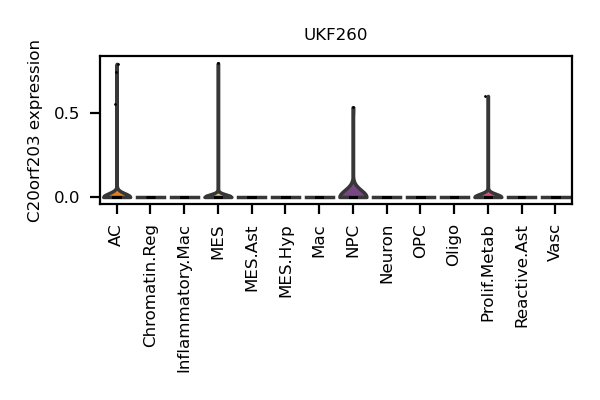 UKF260
C20orf203 expression
0.5
0.0
AC
Chromatin.Reg
Inflammatory.Mac
MES
MES.Ast
MES.Hyp
Mac
NPC
Neuron
OPC
Oligo
Prolif.Metab
Reactive.Ast
Vasc